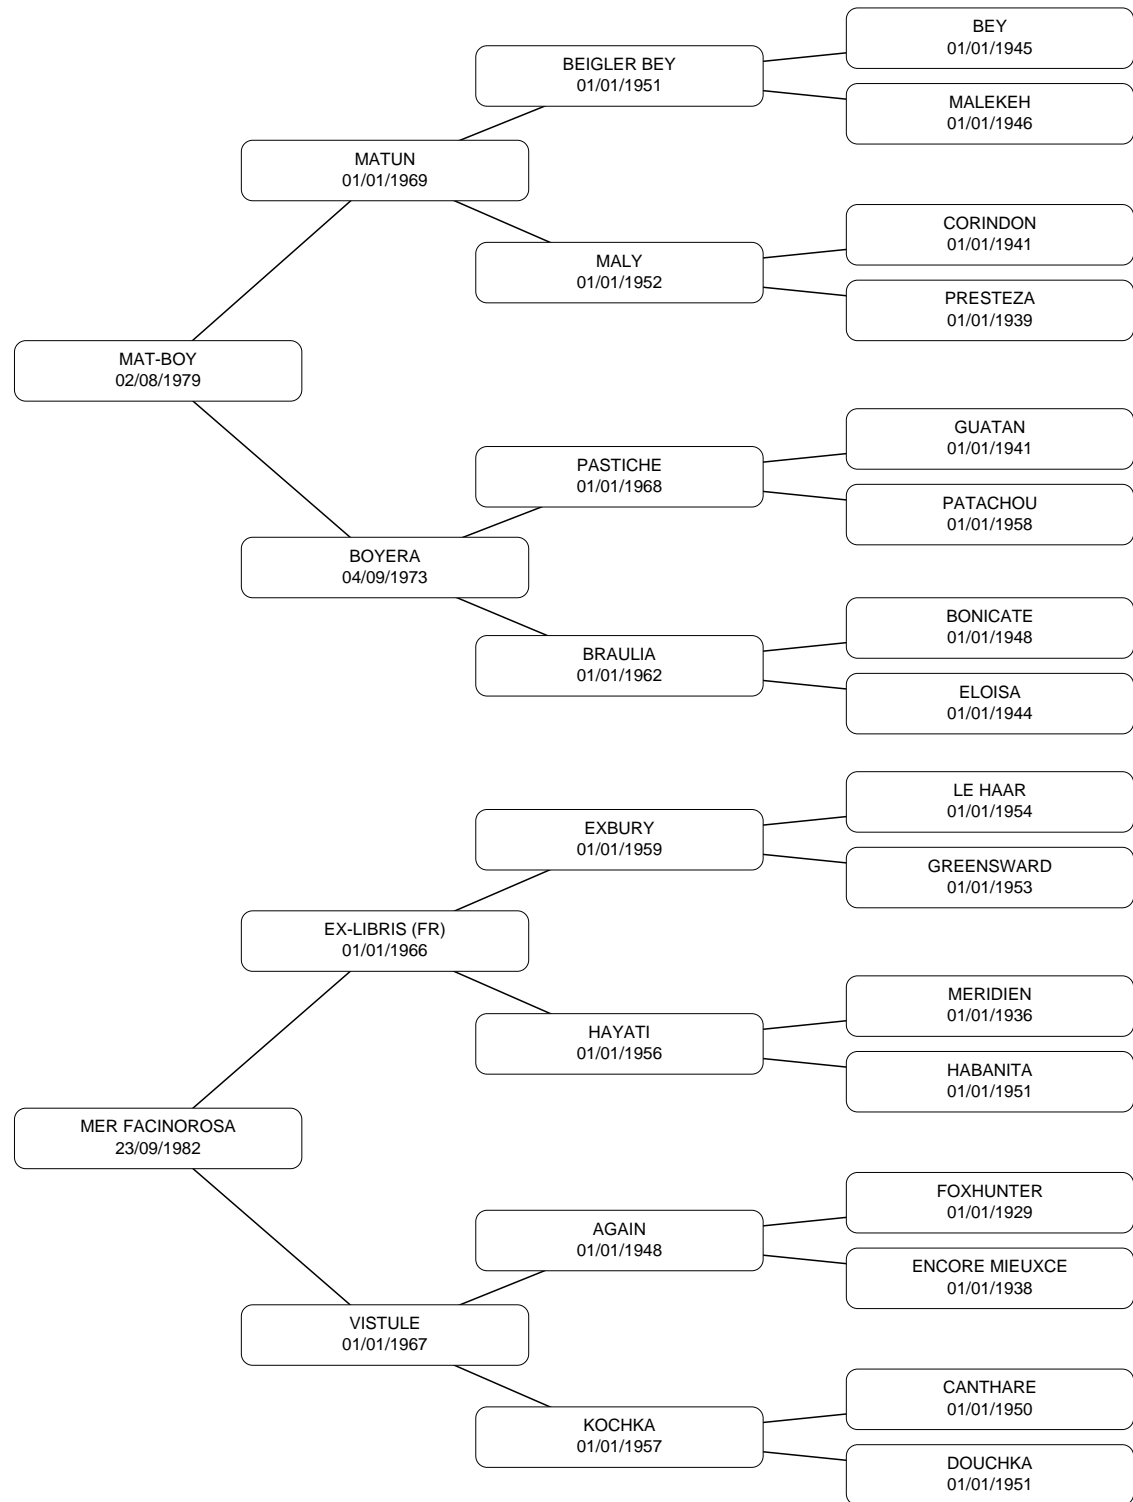 BEY
01/01/1945
BEIGLER BEY
01/01/1951
MALEKEH
01/01/1946
MATUN
01/01/1969
CORINDON
01/01/1941
MALY
01/01/1952
PRESTEZA
01/01/1939
MAT-BOY
02/08/1979
GUATAN
01/01/1941
PASTICHE
01/01/1968
PATACHOU
01/01/1958
BOYERA
04/09/1973
BONICATE
01/01/1948
BRAULIA
01/01/1962
ELOISA
01/01/1944
LE HAAR
01/01/1954
EXBURY
01/01/1959
GREENSWARD
01/01/1953
EX-LIBRIS (FR)
01/01/1966
MERIDIEN
01/01/1936
HAYATI
01/01/1956
HABANITA
01/01/1951
MER FACINOROSA
23/09/1982
FOXHUNTER
01/01/1929
AGAIN
01/01/1948
ENCORE MIEUXCE
01/01/1938
VISTULE
01/01/1967
CANTHARE
01/01/1950
KOCHKA
01/01/1957
DOUCHKA
01/01/1951